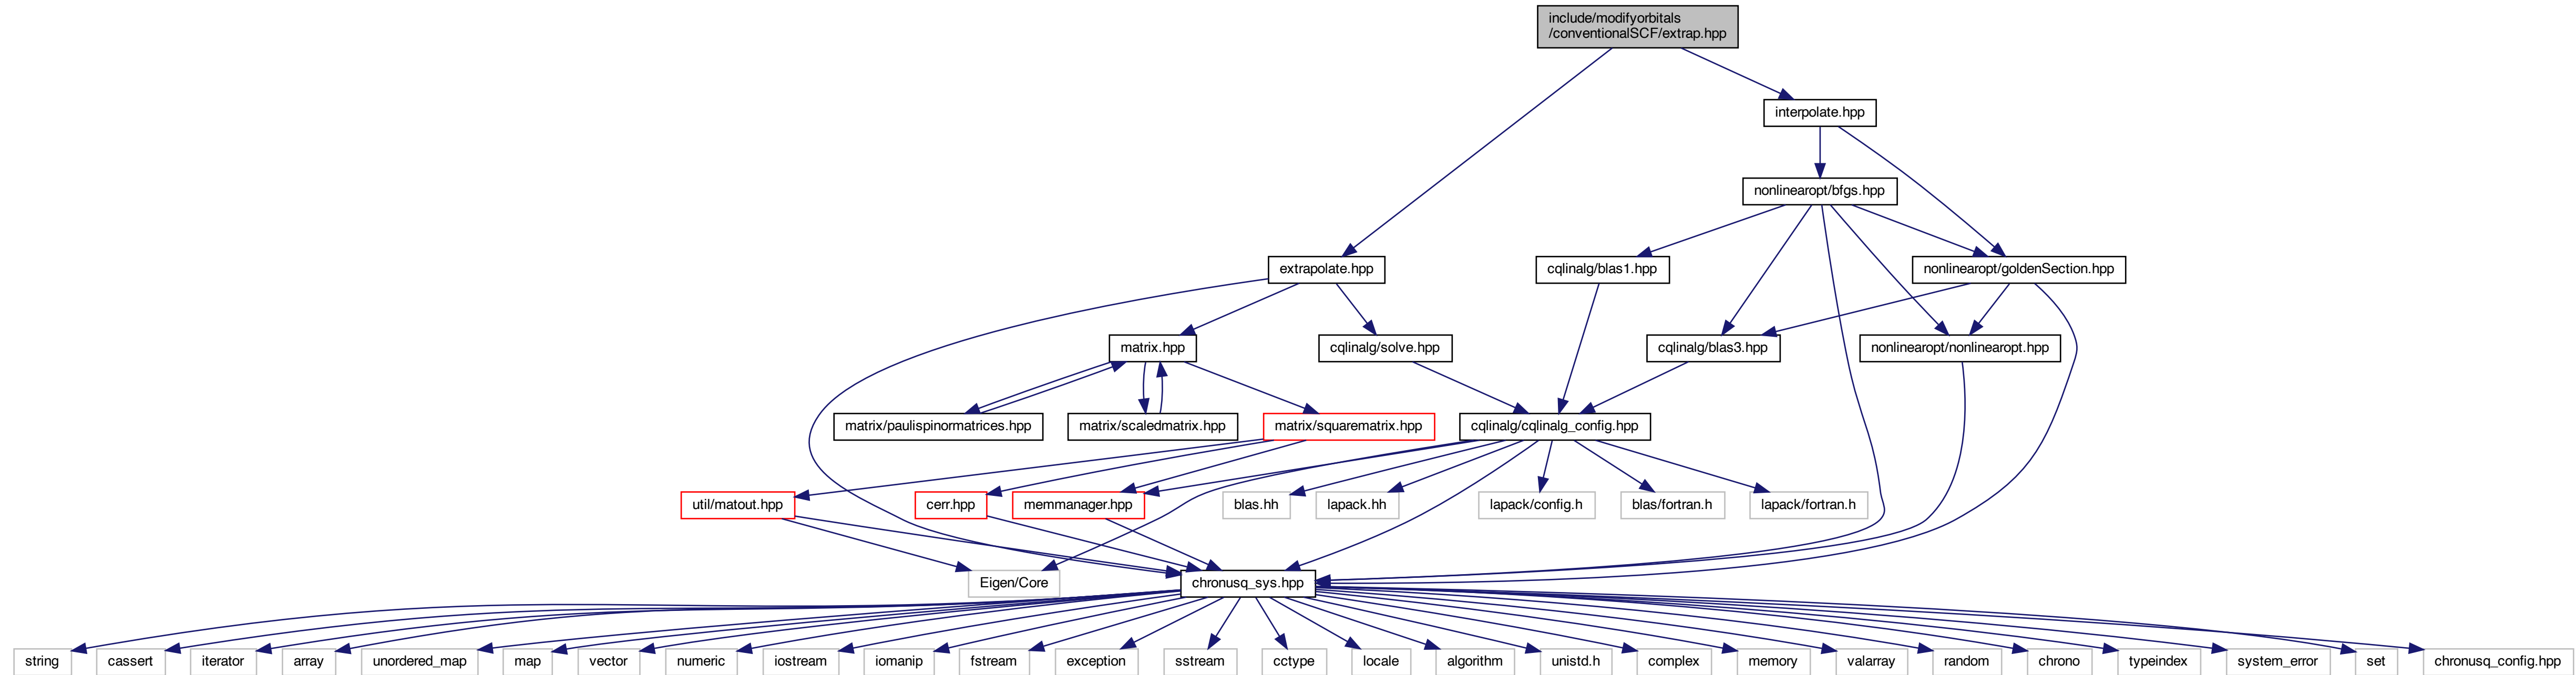 include/modifyorbitals
/conventionalSCF/extrap.hpp
interpolate.hpp
nonlinearopt/bfgs.hpp
extrapolate.hpp
cqlinalg/blas1.hpp
nonlinearopt/goldenSection.hpp
matrix.hpp
cqlinalg/solve.hpp
cqlinalg/blas3.hpp
nonlinearopt/nonlinearopt.hpp
matrix/paulispinormatrices.hpp
matrix/scaledmatrix.hpp
matrix/squarematrix.hpp
cqlinalg/cqlinalg_config.hpp
util/matout.hpp
cerr.hpp
memmanager.hpp
blas.hh
lapack.hh
lapack/config.h
blas/fortran.h
lapack/fortran.h
Eigen/Core
chronusq_sys.hpp
string
cassert
iterator
array
unordered_map
map
vector
numeric
iostream
iomanip
fstream
exception
sstream
cctype
locale
algorithm
unistd.h
complex
memory
valarray
random
chrono
typeindex
system_error
set
chronusq_config.hpp